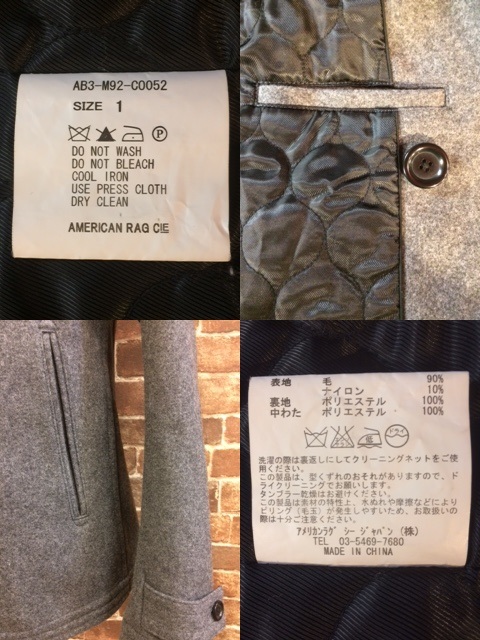 AB3-M92-C0052
SIZE 1
P
DO NOT WASH
DO NOT BLEACH
COOL IRON
USE PRESS CLOTH
DRY CLEAN
AMERICAN RAG CIE
表地 毛 90%
ナイロン 10%
裏地 ポリエステル 100%
中わた ポリエステル 100%
ドライ
洗濯の際は裏返しにしてクリーニングネットをご使
用ください。
この製品は、型くずれのおそれがありますので、ド
ライクリーニングでお願いします。
タンブラー乾燥はお避けください。
この製品は素材の特性上、水ぬれや摩擦などにより
ピリング(毛玉)が発生しやすいため、お取扱いの
際は十分ご注意ください。
アメリカンラグ シー ジャパン(株)
TEL 03-5469-7680
MADE IN CHINA